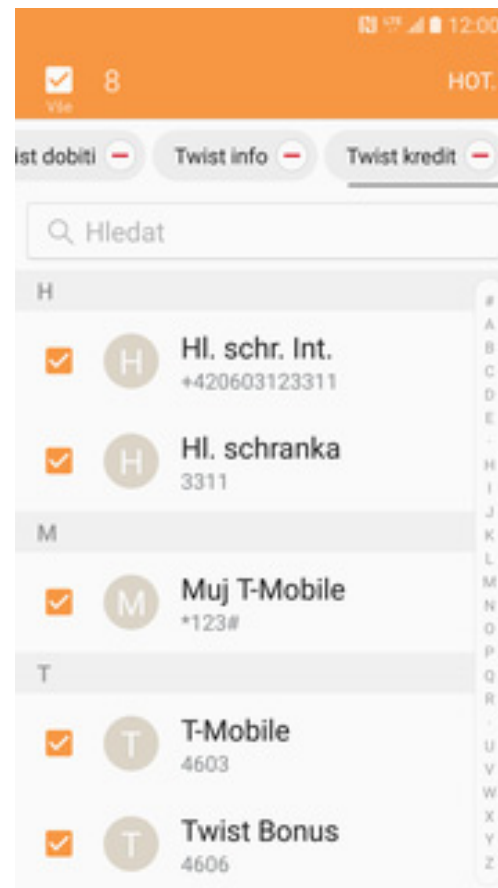 12:00
8
HOT.
Vše
ist dobiti
Twist info
Twist kredit
Hledat
H
H
Hl. schr. Int.
+420603123311
H
Hl. schranka
3311
M
M
Muj T-Mobile
*123#
T
T
T-Mobile
4603
T
Twist Bonus
4606
#
A
B
C
D
E
·
H
I
J
K
L
M
N
O
P
Q
R
·
U
V
W
X
Y
Z